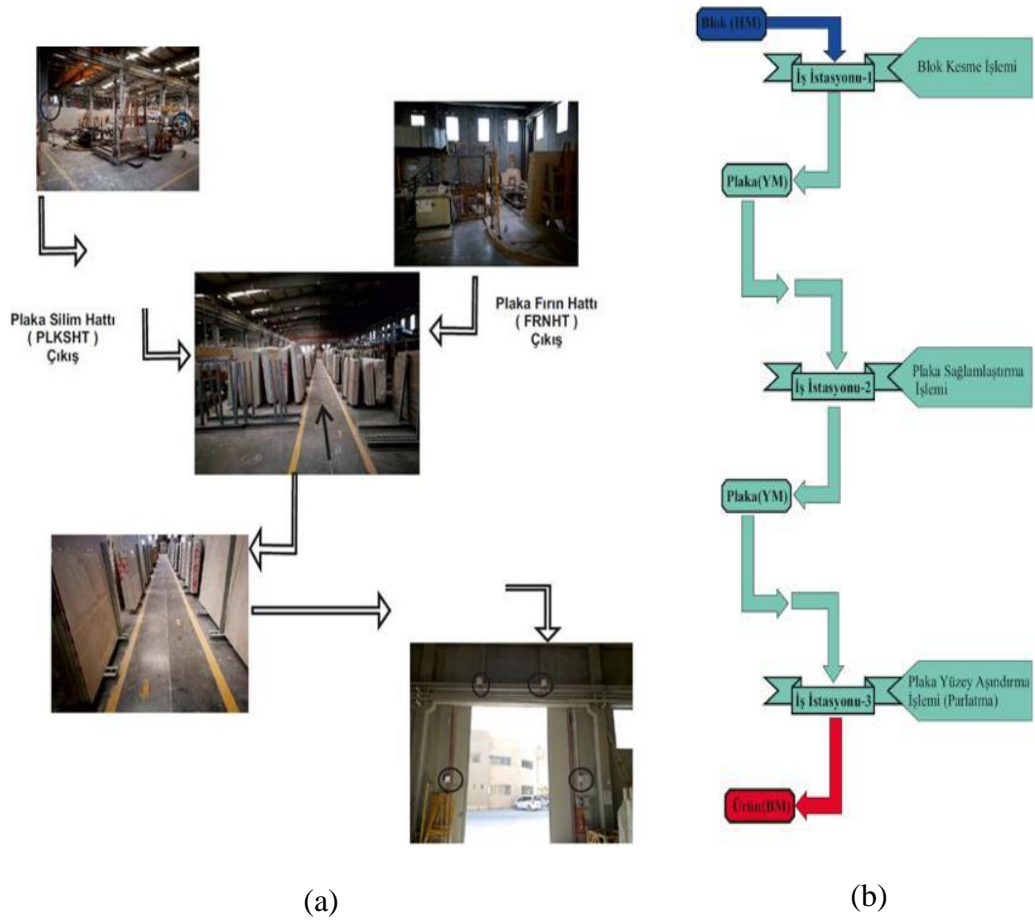 Plaka Silim Hattı
( PLKSHT )
Çıkış
Plaka Fırın Hattı
( FRNHT )
Çıkış
(a)
Blok (HM)
İş İstasyonu-1
Blok Kesme İşlemi
Plaka(YM)
İş İstasyonu-2
Plaka Sağlamlaştırma
İşlemi
Plaka(YM)
İş İstasyonu-3
Plaka Yüzey Aşındırma
İşlemi (Parlatma)
Ürün(BM)
(b)